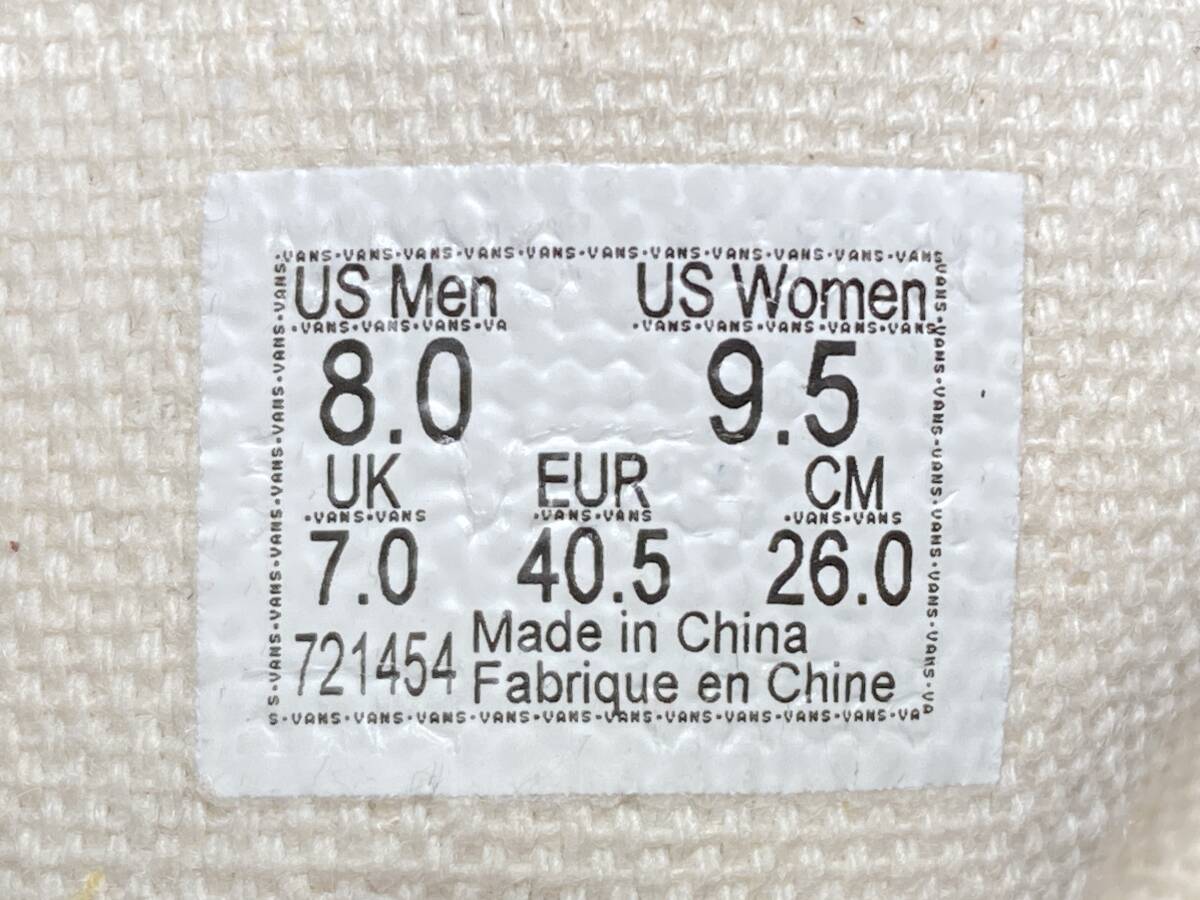 ·VANS·VANS·VANS·VANS·VANS·VANS·VANS·VANS·VANS·VANS·VANS
US Men US Women
·VANS·VANS·VANS·VA ·VANS·VANS·VANS·VANS·VANS
8.0 9.5
UK EUR CM
·VANS·VANS ·VANS·VANS ·VANS·VANS
7.0 40.5 26.0
721454 Made in China
Fabrique en Chine
S·VANS·VANS·VANS·VANS·VANS·VANS·VANS·VANS·VANS·VANS·VA